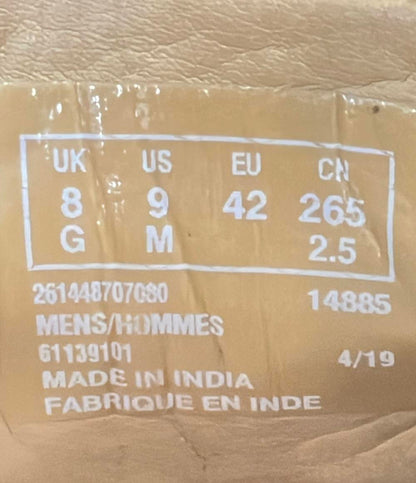 UK US EU CN
8 9 42 265
G M 2.5
261448707080 14885
MENS/HOMMES
61139101 4/19
MADE IN INDIA
FABRIQUE EN INDE